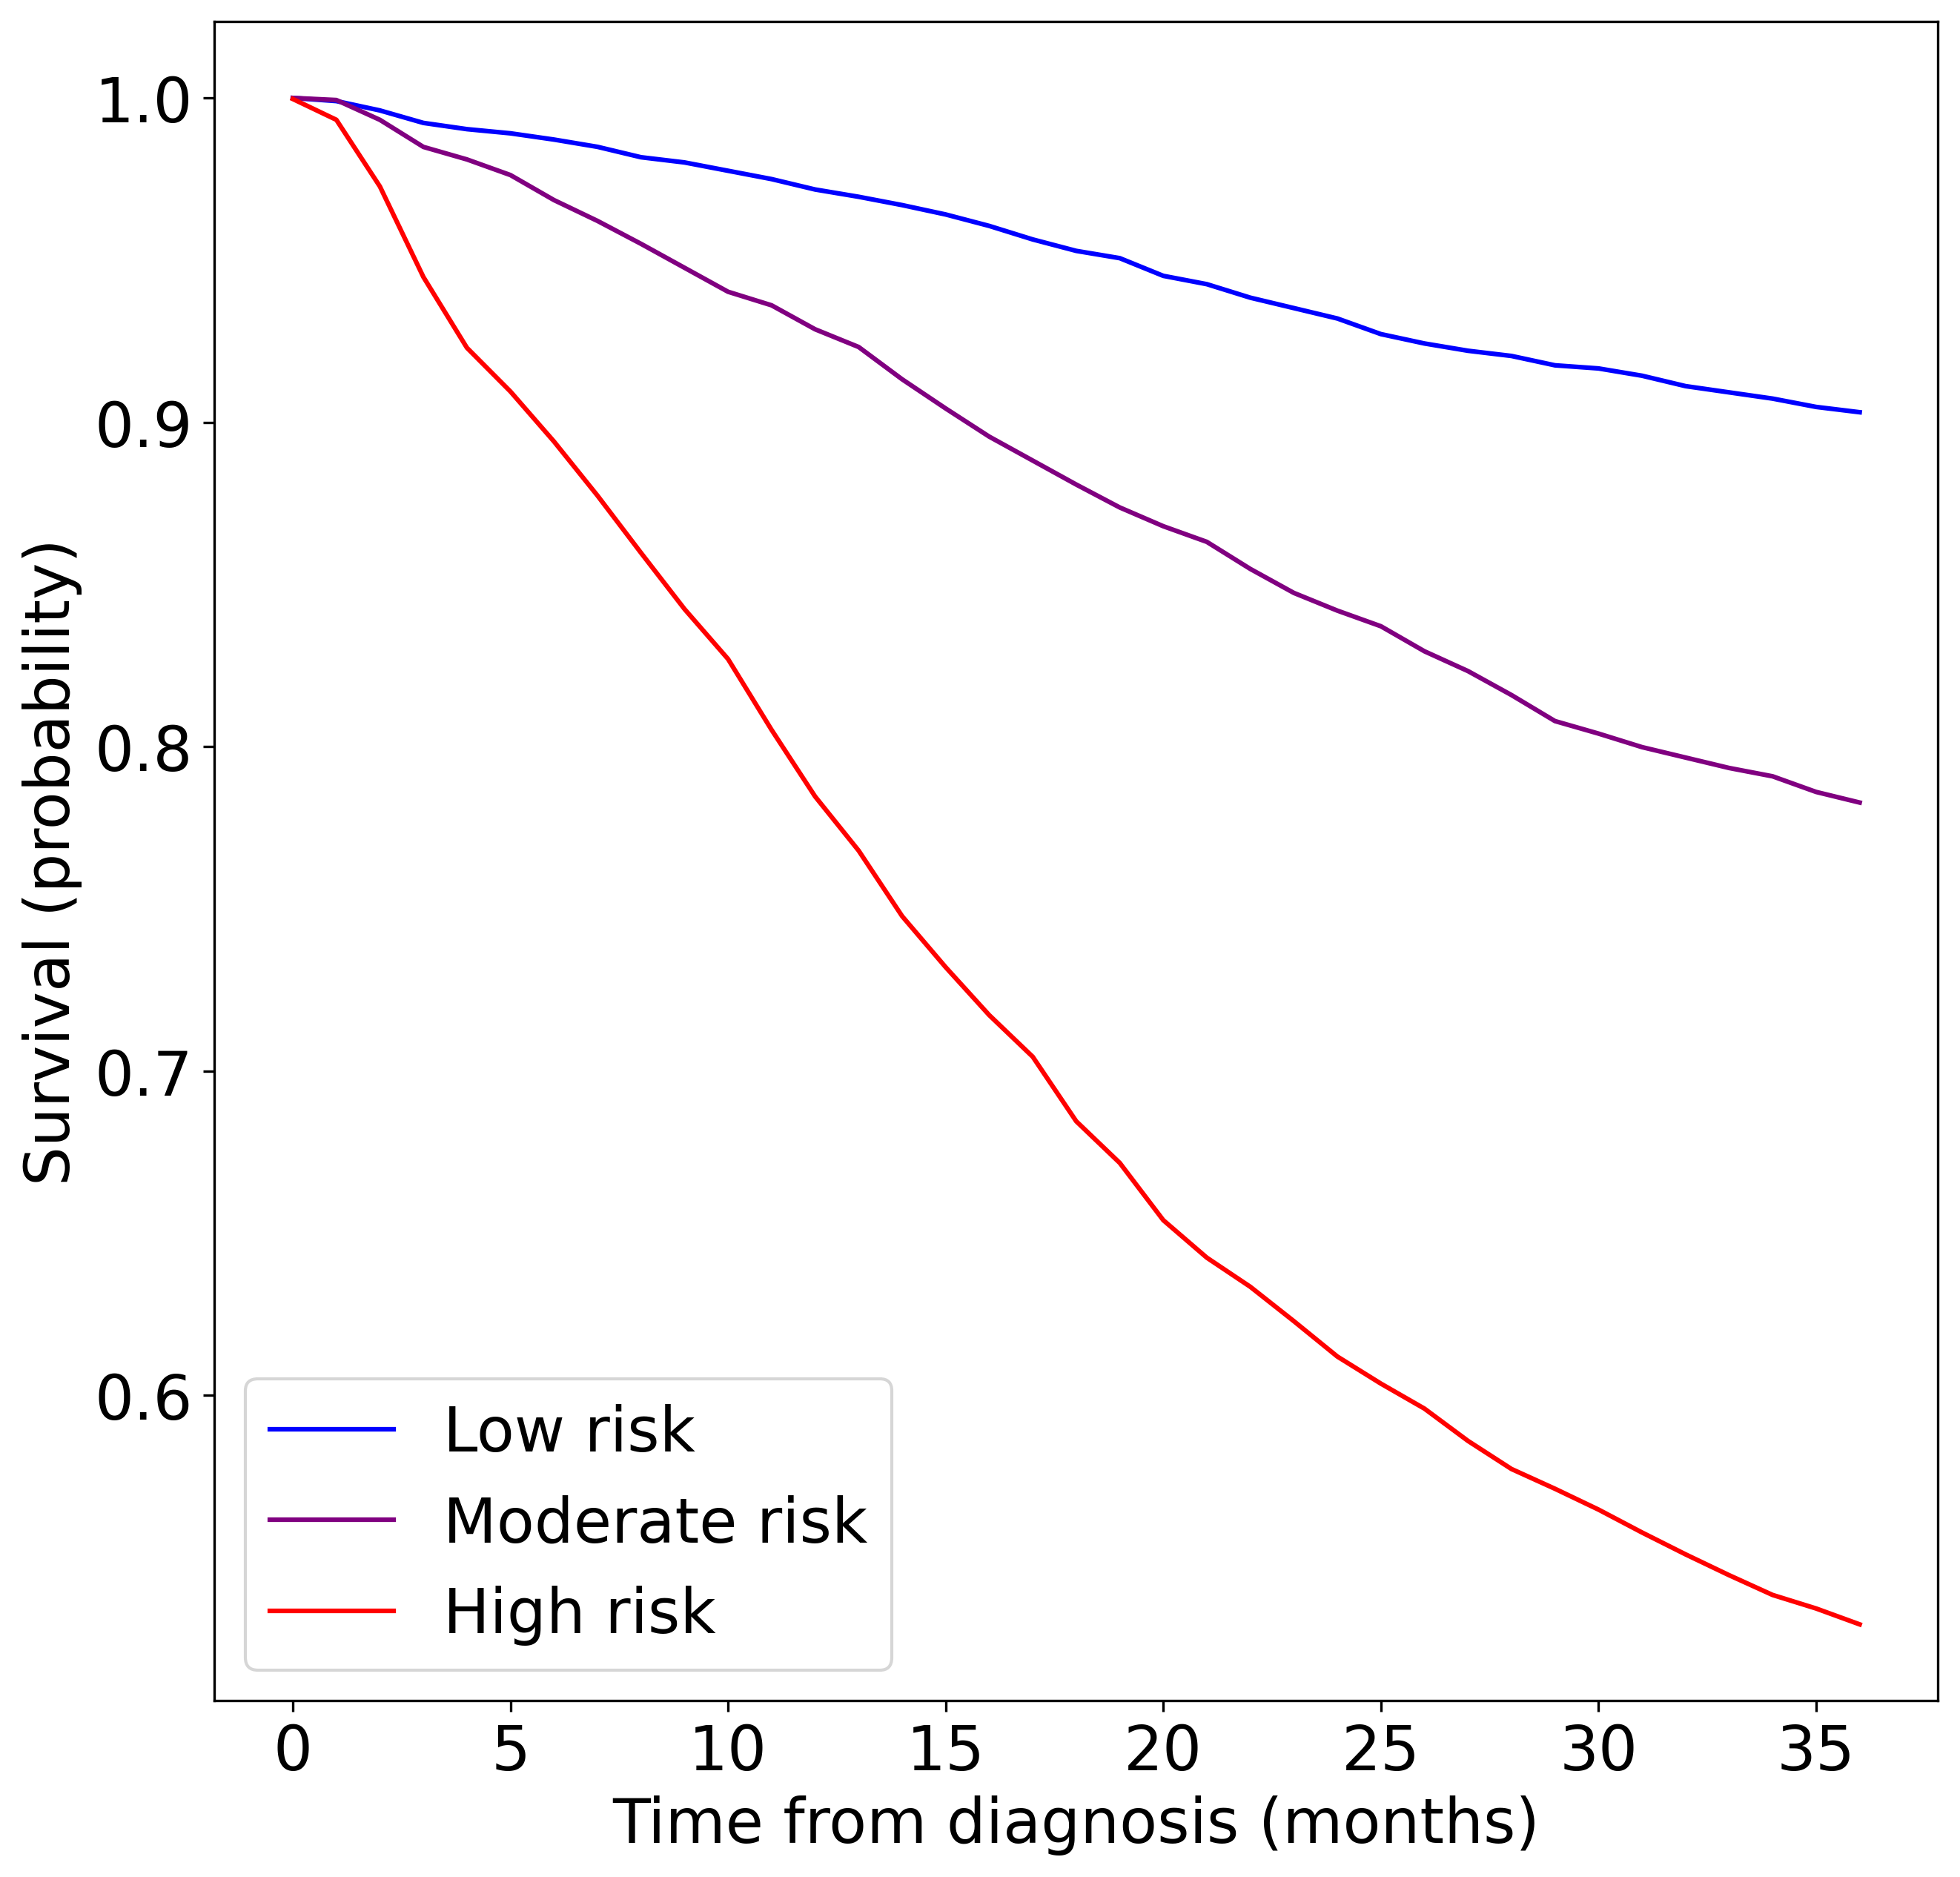 Survival (probability)
1.0
0.9
0.8
0.7
0.6
Low risk
Moderate risk
High risk
0 5 10 15 20 25 30 35
Time from diagnosis (months)